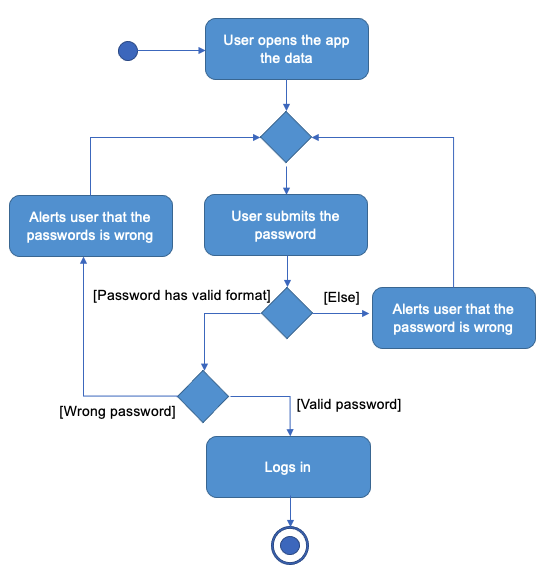 User opens the app
the data
Alerts user that the
passwords is wrong
User submits the
password
[Password has valid format]
[Else]
Alerts user that the
password is wrong
[Wrong password]
[Valid password]
Logs in